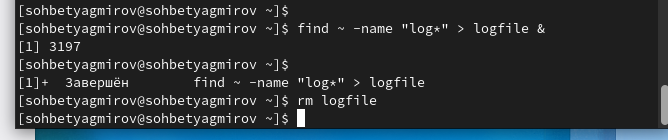 [sohbetyagmirov@sohbetyagmirov ~]$
[sohbetyagmirov@sohbetyagmirov ~]$ find ~ -name "log*" > logfile &
[1] 3197
[sohbetyagmirov@sohbetyagmirov ~]$
[1]+  Завершён        find ~ -name "log*" > logfile
[sohbetyagmirov@sohbetyagmirov ~]$ rm logfile
[sohbetyagmirov@sohbetyagmirov ~]$